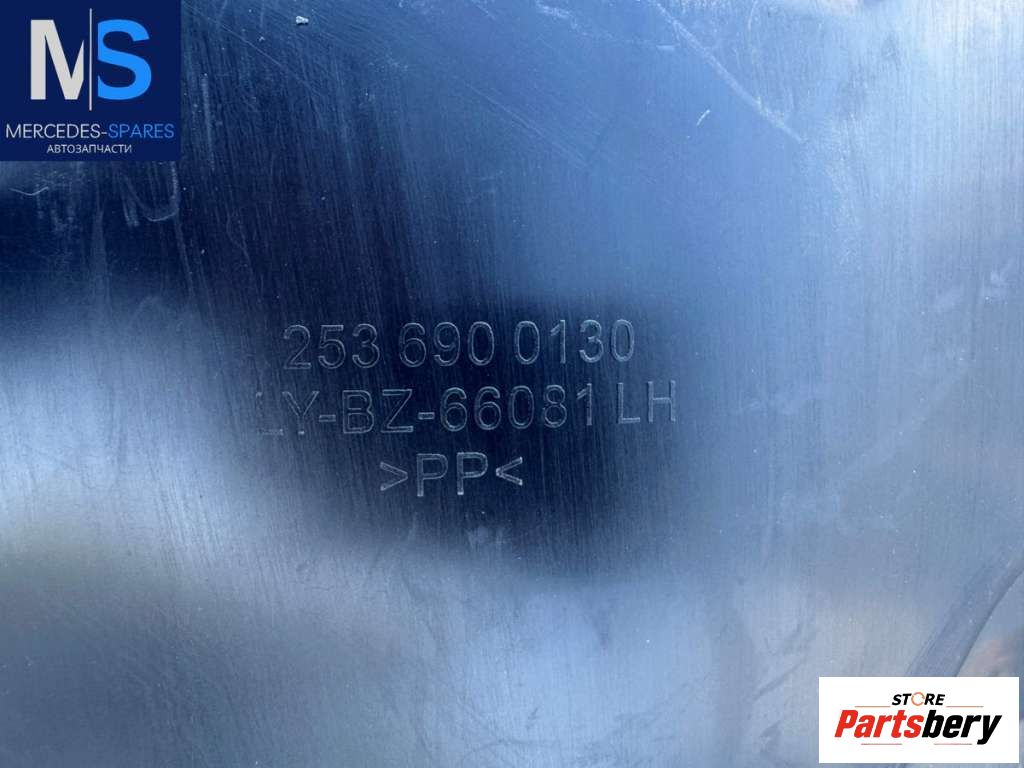 MS
MERCEDES-SPARES
АВТОЗАПЧАСТИ
253 690 0130
LY-BZ-66081 LH
>PP<
STORE
Partsbery